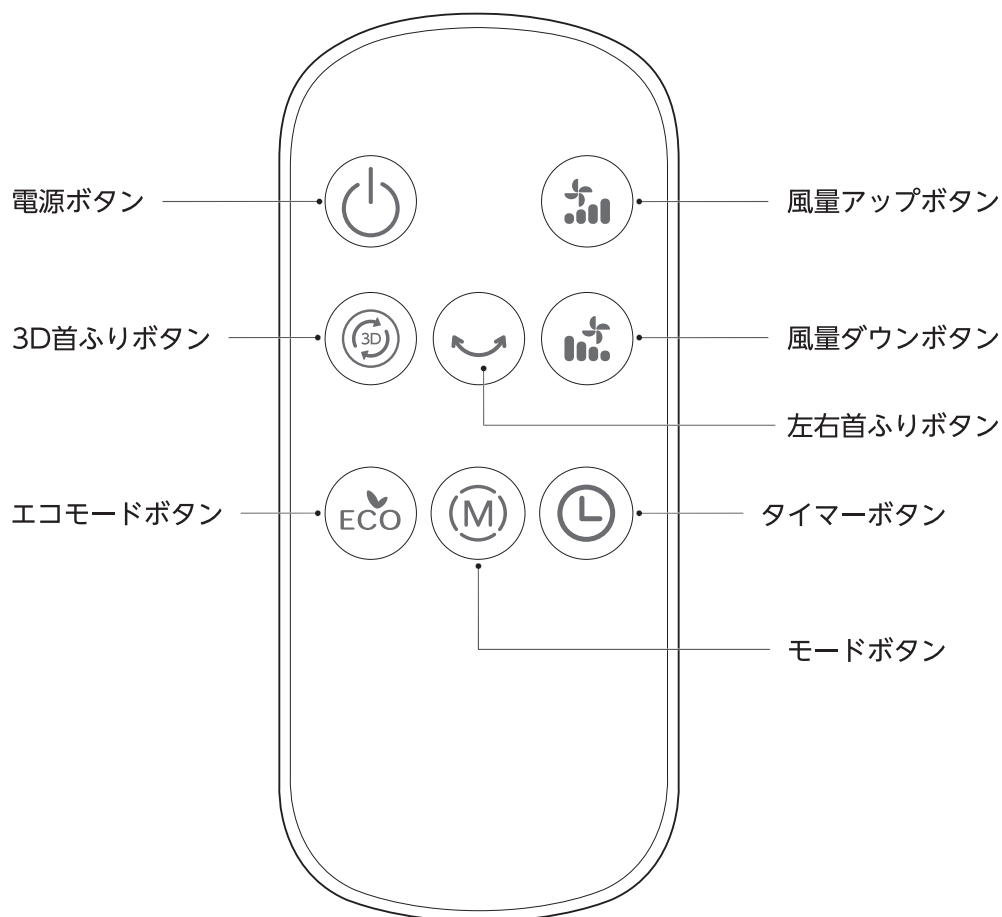 電源ボタン
風量アップボタン
3D首ふりボタン
3D
風量ダウンボタン
左右首ふりボタン
エコモードボタン
ECO
M
タイマーボタン
モードボタン